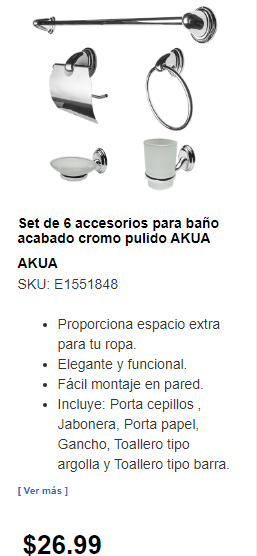 Set de 6 accesorios para baño
acabado cromo pulido AKUA
AKUA
SKU: E1551848
• Proporciona espacio extra
para tu ropa.
• Elegante y funcional.
• Fácil montaje en pared.
• Incluye: Porta cepillos ,
Jabonera, Porta papel,
Gancho, Toallero tipo
argolla y Toallero tipo barra.
[ Ver más ]
$26.99